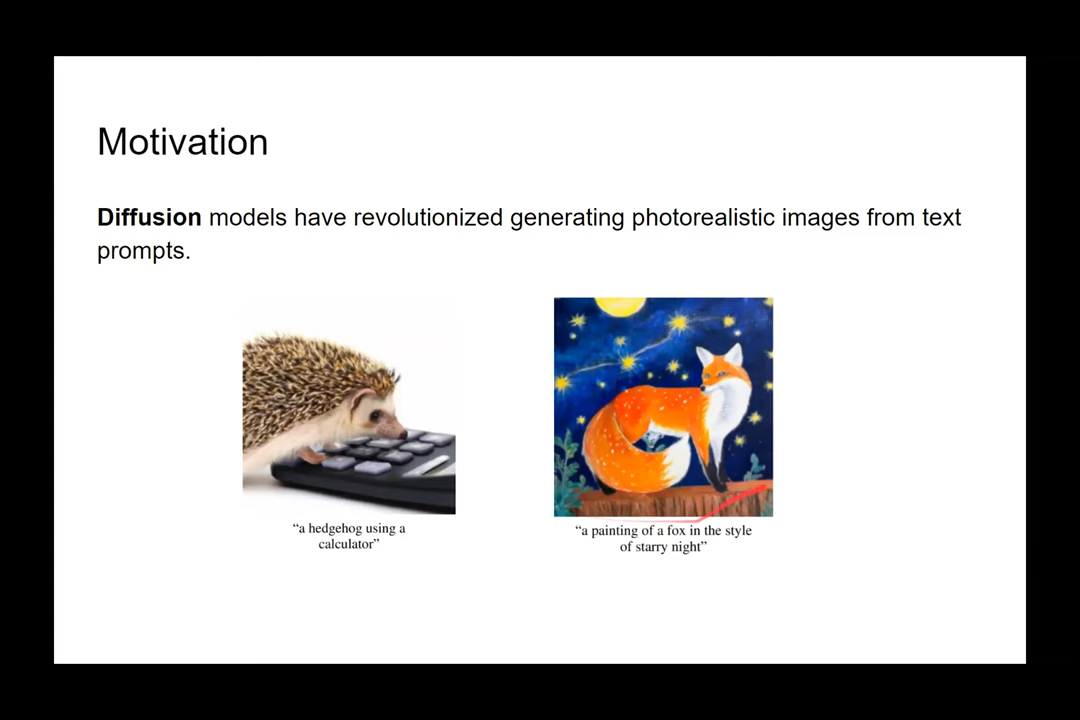 Motivation
Diffusion models have revolutionized generating photorealistic images from text
prompts.
“a hedgehog using a
calculator”
“a painting of a fox in the style
of starry night”